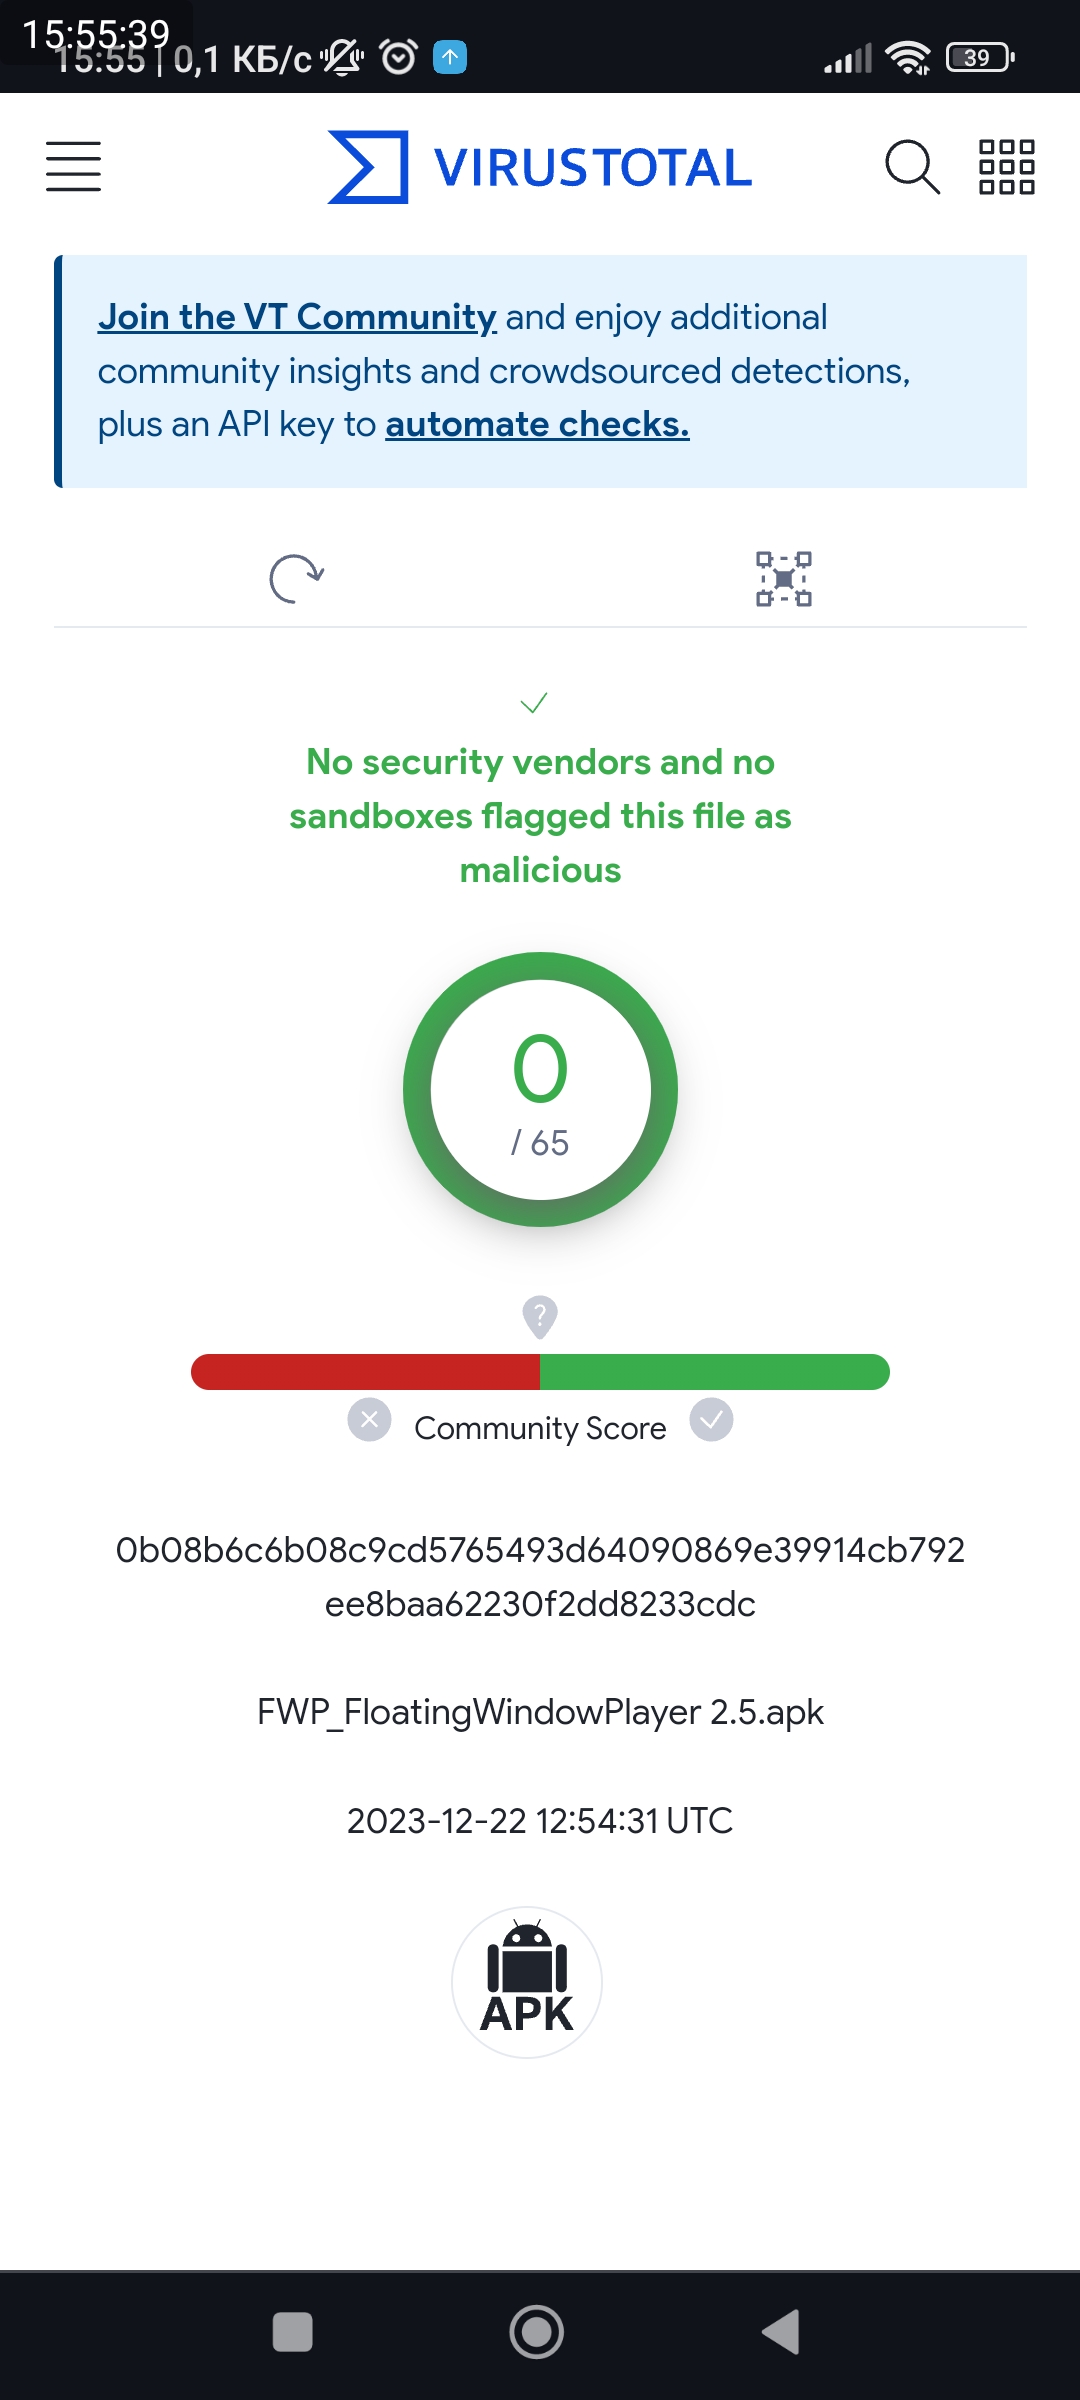 15:55:39
15:55 | 0,1 КБ/с
39
VIRUSTOTAL
Join the VT Community and enjoy additional
community insights and crowdsourced detections,
plus an API key to automate checks.
No security vendors and no
sandboxes flagged this file as
malicious
0
/ 65
?
Community Score
0b08b6c6b08c9cd5765493d64090869e39914cb792
ee8baa62230f2dd8233cdc
FWP_FloatingWindowPlayer 2.5.apk
2023-12-22 12:54:31 UTC
APK